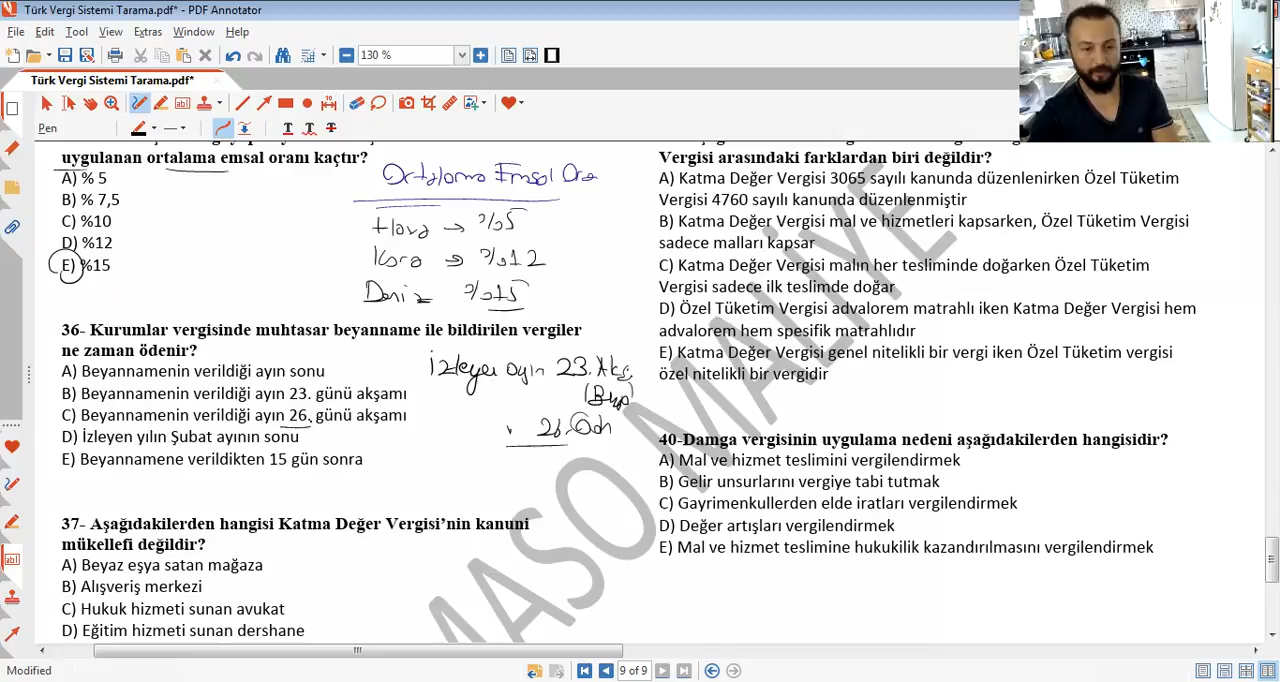 Türk Vergi Sistemi Tarama.pdf* - PDF Annotator
File Edit Tool View Extras Window Help
130 %
Türk Vergi Sistemi Tarama.pdf*
Pen
uygulanan ortalama emsal oranı kaçtır?
A) % 5
B) % 7,5
C) %10
D) %12
E) %15
Ortalama Emsal Ora
Hava → %5
Kara → %12
Deniz %15
36- Kurumlar vergisinde muhtasar beyanname ile bildirilen vergiler
ne zaman ödenir?
A) Beyannamenin verildiği ayın sonu
B) Beyannamenin verildiği ayın 23. günü akşamı
C) Beyannamenin verildiği ayın 26. günü akşamı
D) İzleyen yılın Şubat ayının sonu
E) Beyannamene verildikten 15 gün sonra
İzleyen ayın 23. Akş.
26. Öde
37- Aşağıdakilerden hangisi Katma Değer Vergisi’nin kanuni
mükellefi değildir?
A) Beyaz eşya satan mağaza
B) Alışveriş merkezi
C) Hukuk hizmeti sunan avukat
D) Eğitim hizmeti sunan dershane
Vergisi arasındaki farklardan biri değildir?
A) Katma Değer Vergisi 3065 sayılı kanunda düzenlenirken Özel Tüketim
Vergisi 4760 sayılı kanunda düzenlenmiştir
B) Katma Değer Vergisi mal ve hizmetleri kapsarken, Özel Tüketim Vergisi
sadece malları kapsar
C) Katma Değer Vergisi malın her tesliminde doğarken Özel Tüketim
Vergisi sadece ilk teslimde doğar
D) Özel Tüketim Vergisi advalorem matrahlı iken Katma Değer Vergisi hem
advalorem hem spesifik matrahlıdır
E) Katma Değer Vergisi genel nitelikli bir vergi iken Özel Tüketim vergisi
özel nitelikli bir vergidir
40-Damga vergisinin uygulama nedeni aşağıdakilerden hangisidir?
A) Mal ve hizmet teslimini vergilendirmek
B) Gelir unsurlarını vergiye tabi tutmak
C) Gayrimenkullerden elde iratları vergilendirmek
D) Değer artışları vergilendirmek
E) Mal ve hizmet teslimine hukukilik kazandırılmasını vergilendirmek
MASO MALİYE
Modified
9 of 9